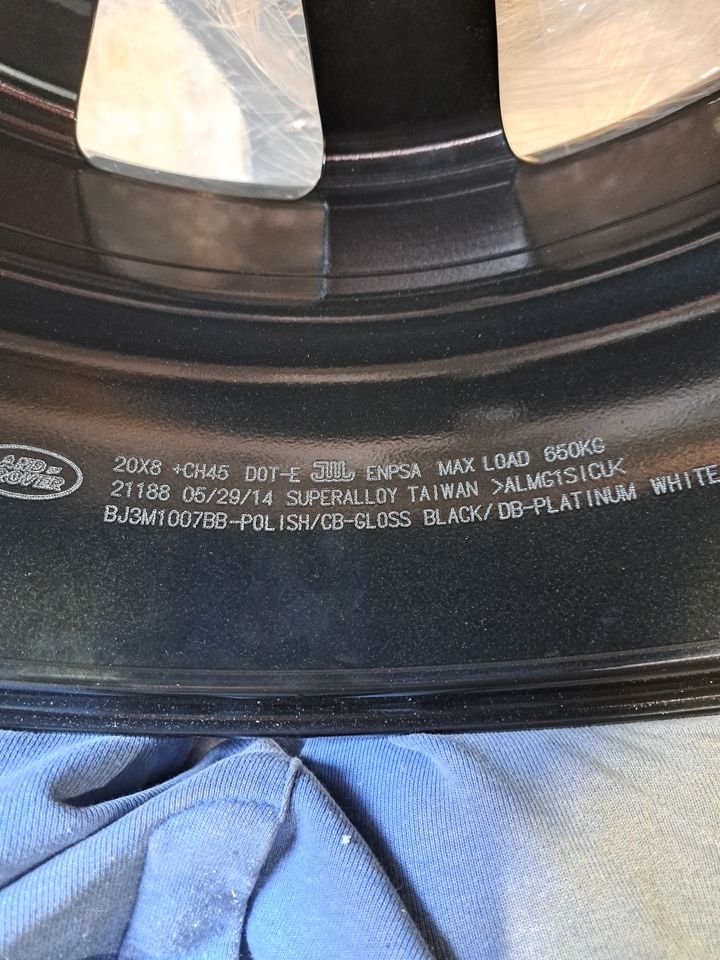 LAND-
ROVER
20X8 +CH45 DOT-E JWL ENPSA MAX LOAD 650KG
21188 05/29/14 SUPERALLOY TAIWAN >ALMG1SICU<
BJ3M1007BB-POLISH/CB-GLOSS BLACK/DB-PLATINUM WHITE